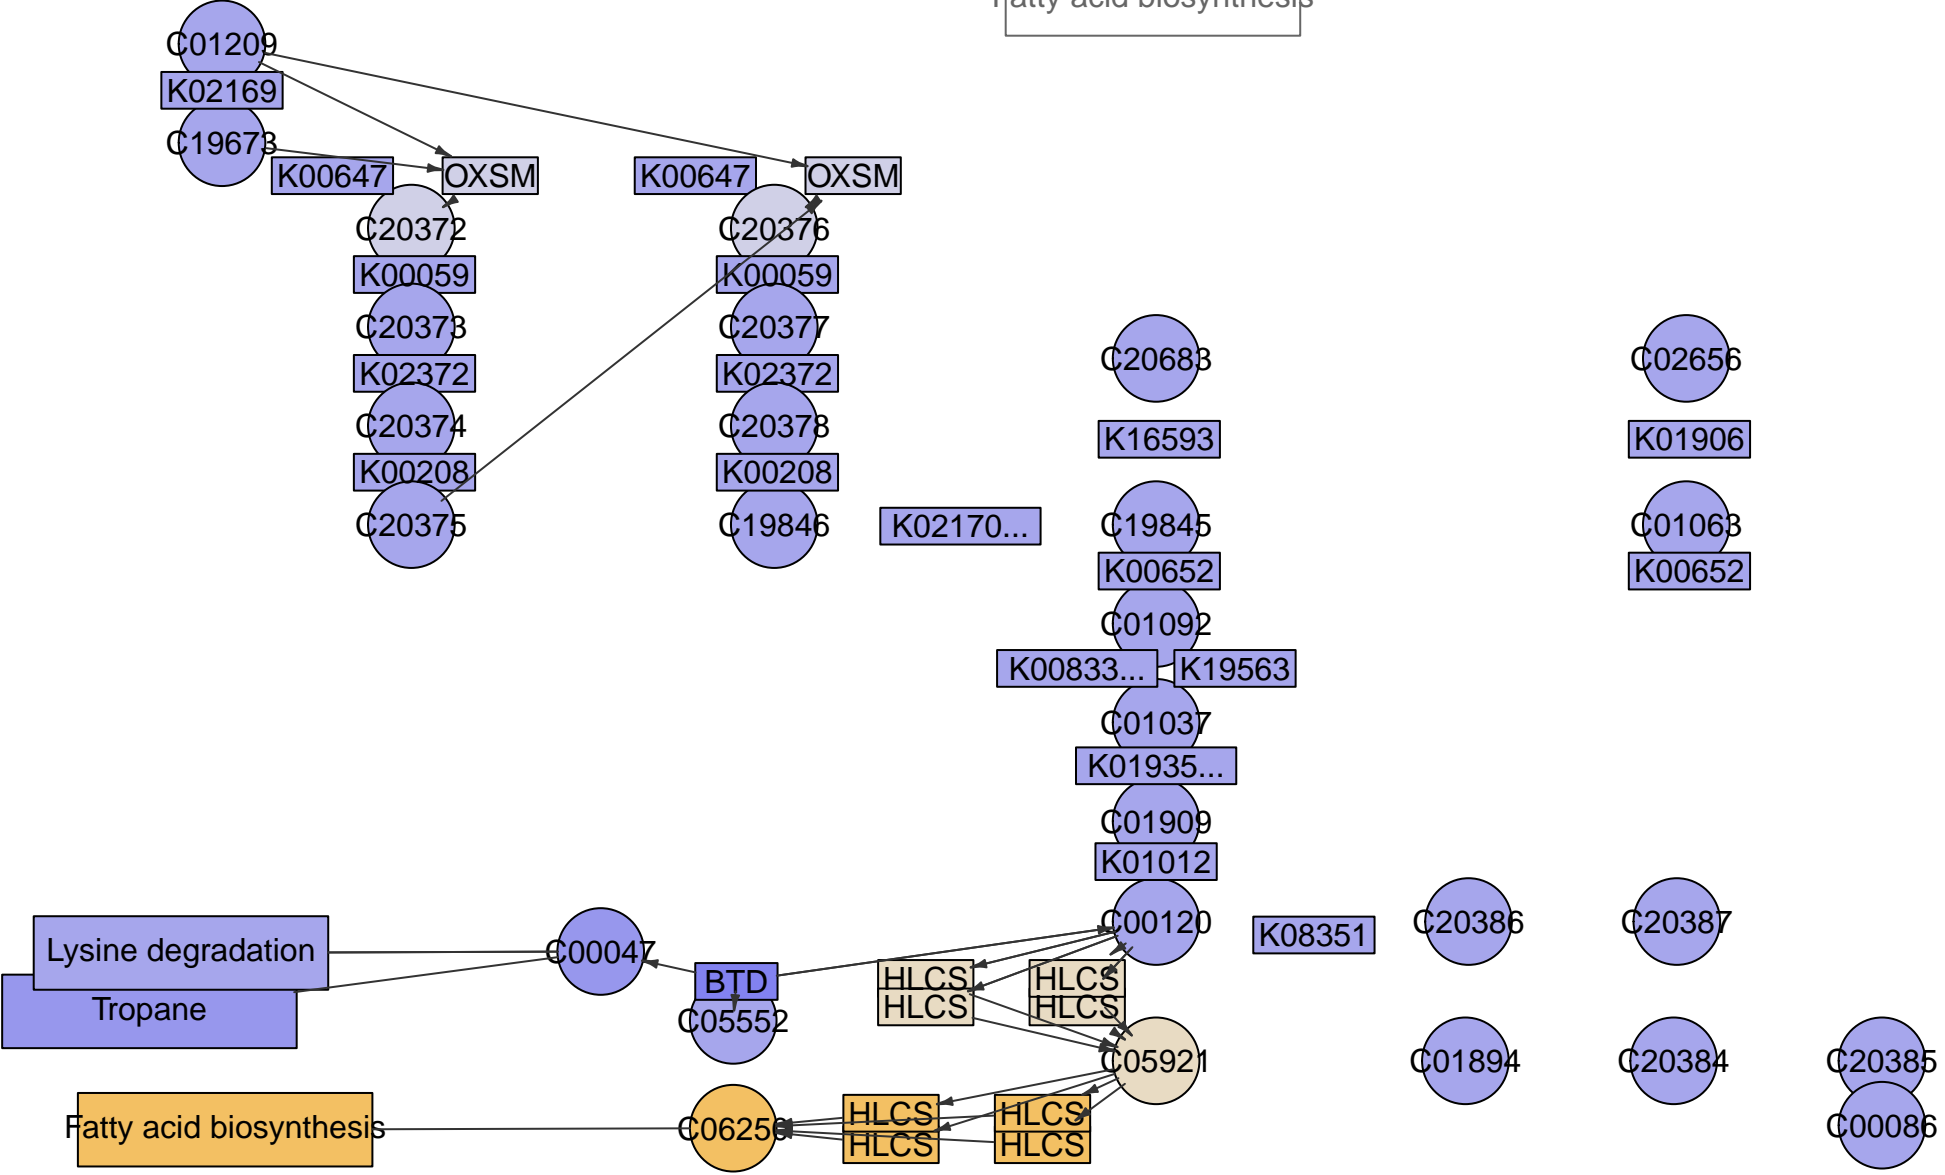 Fatty acid biosynthesis
C01209
K02169
C19673
K00647
OXSM
K00647
OXSM
C20372
C20376
K00059
K00059
C20373
C20377
C20683
C02656
K02372
K02372
C20374
C20378
K16593
K01906
K00208
K00208
C20375
C19846
K02170...
C19845
C01063
K00652
K00652
C01092
K00833...
K19563
C01037
K01935...
C01909
K01012
C00120
K08351
C20386
C20387
Lysine degradation
C00047
BTD
HLCS
HLCS
Tropane
HLCS
HLCS
C05552
C05921
C01894
C20384
C20385
Fatty acid biosynthesis
C06250
HLCS
HLCS
HLCS
HLCS
C00086